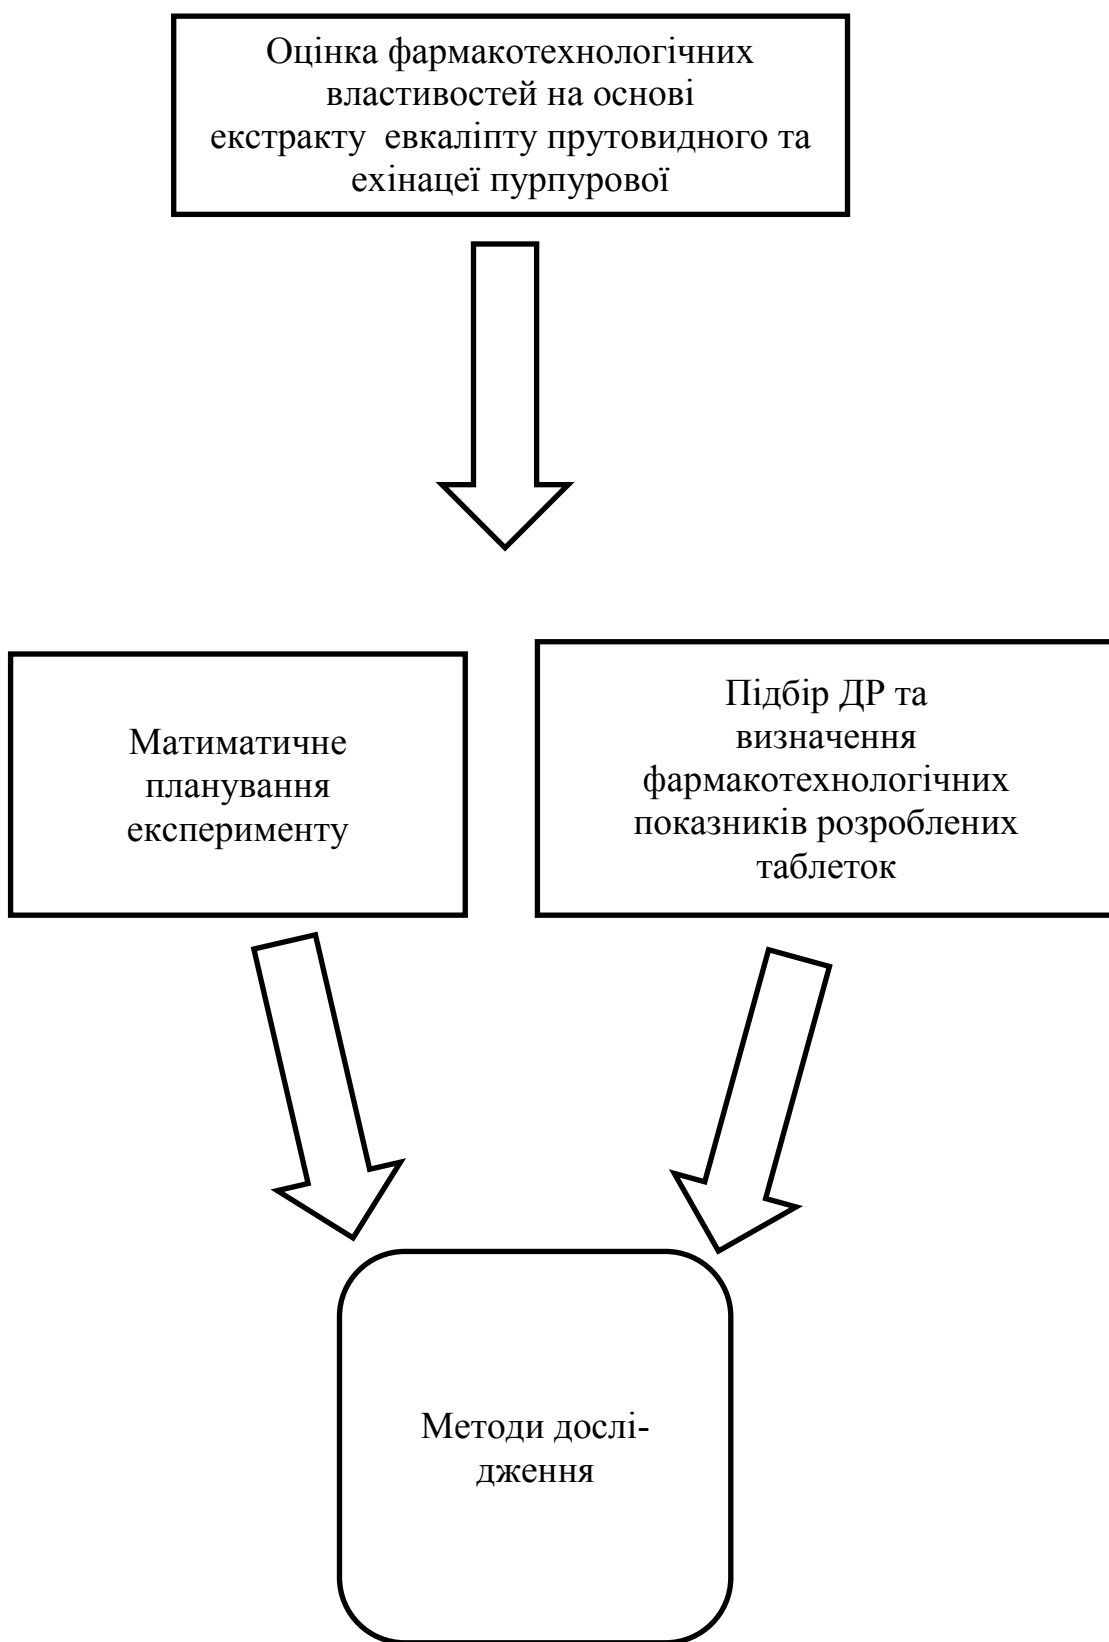 Оцінка фармакотехнологічних
властивостей на основі
екстракту евкаліпту прутовидного та
ехінацеї пурпурової
Матиматичне
планування
експерименту
Підбір ДР та
визначення
фармакотехнологічних
показників розроблених
таблеток
Методи дослі-
дження